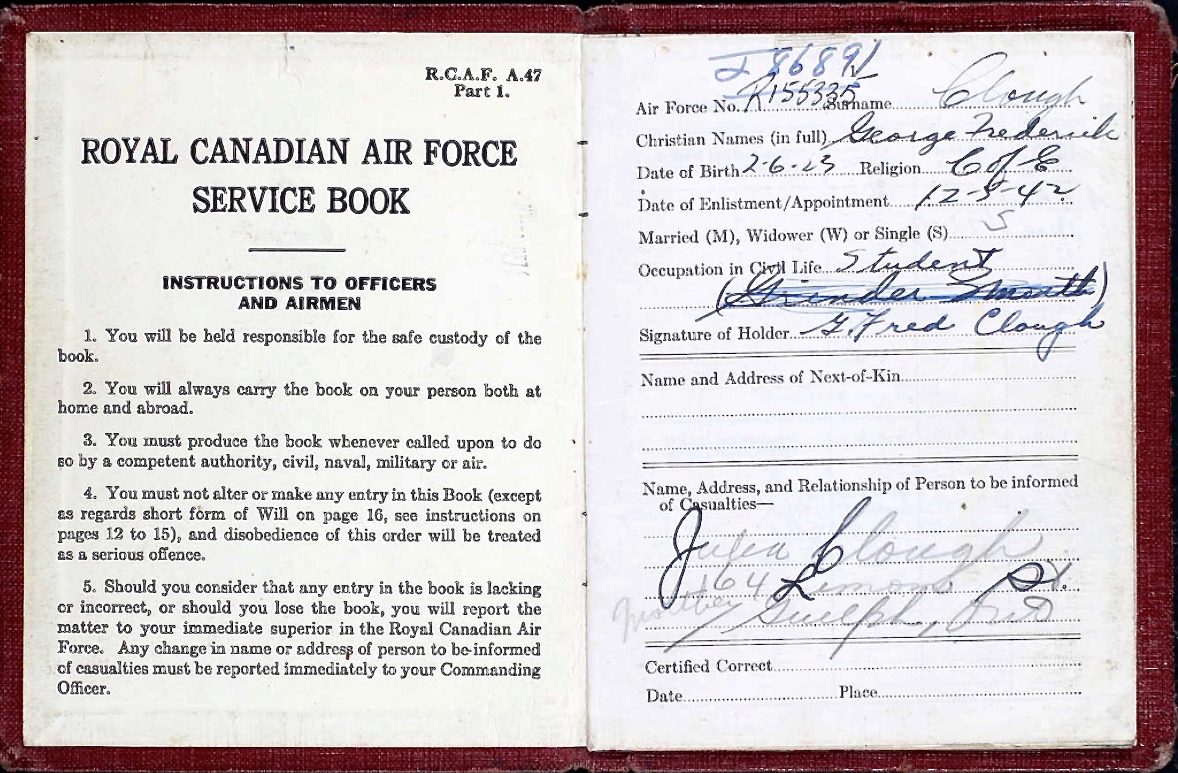 R.C.A.F. A.47
Part 1.
ROYAL CANADIAN AIR FORCE
SERVICE BOOK
INSTRUCTIONS TO OFFICERS
AND AIRMEN
1. You will be held responsible for the safe custody of the
book.
2. You will always carry the book on your person both at
home and abroad.
3. You must produce the book whenever called upon to do
so by a competent authority, civil, naval, military or air.
4. You must not alter or make any entry in this Book (except
as regards short form of Will on page 16, see instructions on
pages 12 to 15), and disobedience of this order will be treated
as a serious offence.
5. Should you consider that any entry in the book is lacking
or incorrect, or should you lose the book, you will report the
matter to your immediate superior in the Royal Canadian Air
Force. Any change in name or address of person to be informed
of casualties must be reported immediately to your Commanding
Officer.
J86891
Air Force No. R155335 Surname Clough
Christian Names (in full) George Frederick
Date of Birth 2-6-23 Religion C of E
Date of Enlistment/Appointment 12-5-42
Married (M), Widower (W) or Single (S) S
Occupation in Civil Life Student
Signature of Holder G. Fred Clough
Name and Address of Next-of-Kin
Name, Address, and Relationship of Person to be informed
of Casualties—
Clough
St.
Certified Correct
Date Place